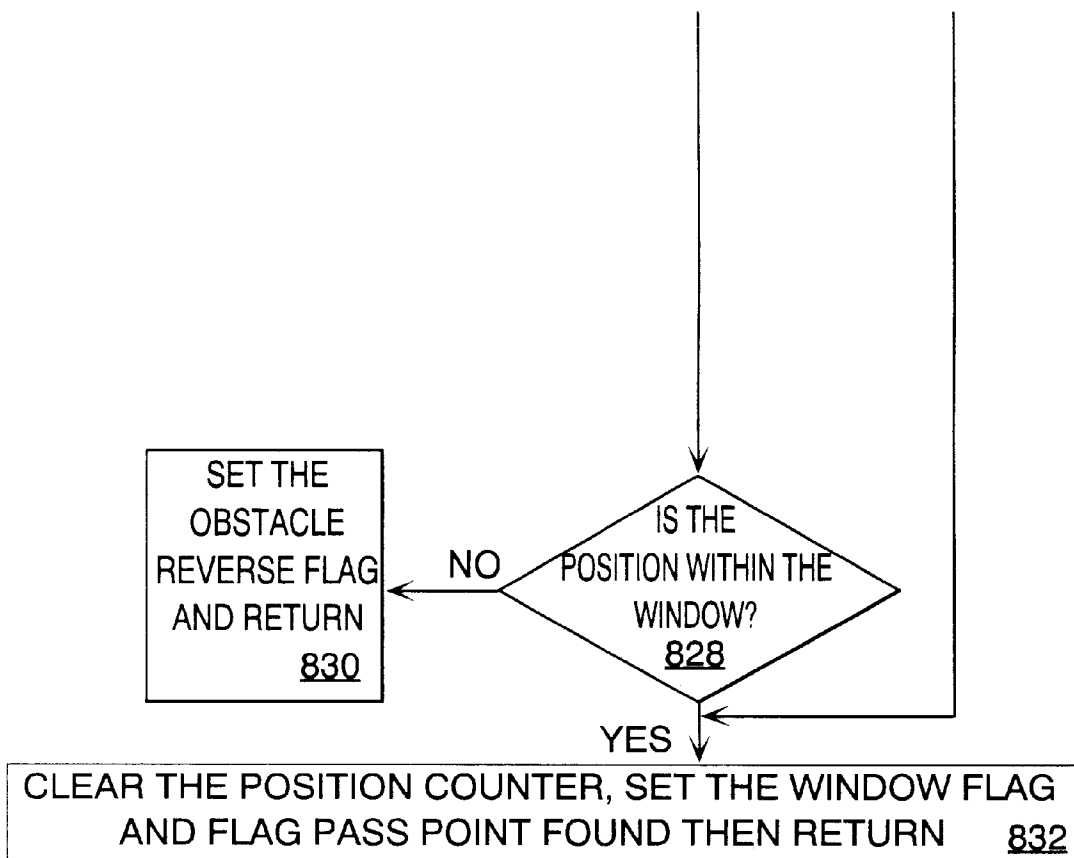 SET THE
OBSTACLE
REVERSE FLAG
AND RETURN
830
NO
IS THE
POSITION WITHIN THE
WINDOW?
828
YES
CLEAR THE POSITION COUNTER, SET THE WINDOW FLAG
AND FLAG PASS POINT FOUND THEN RETURN 832